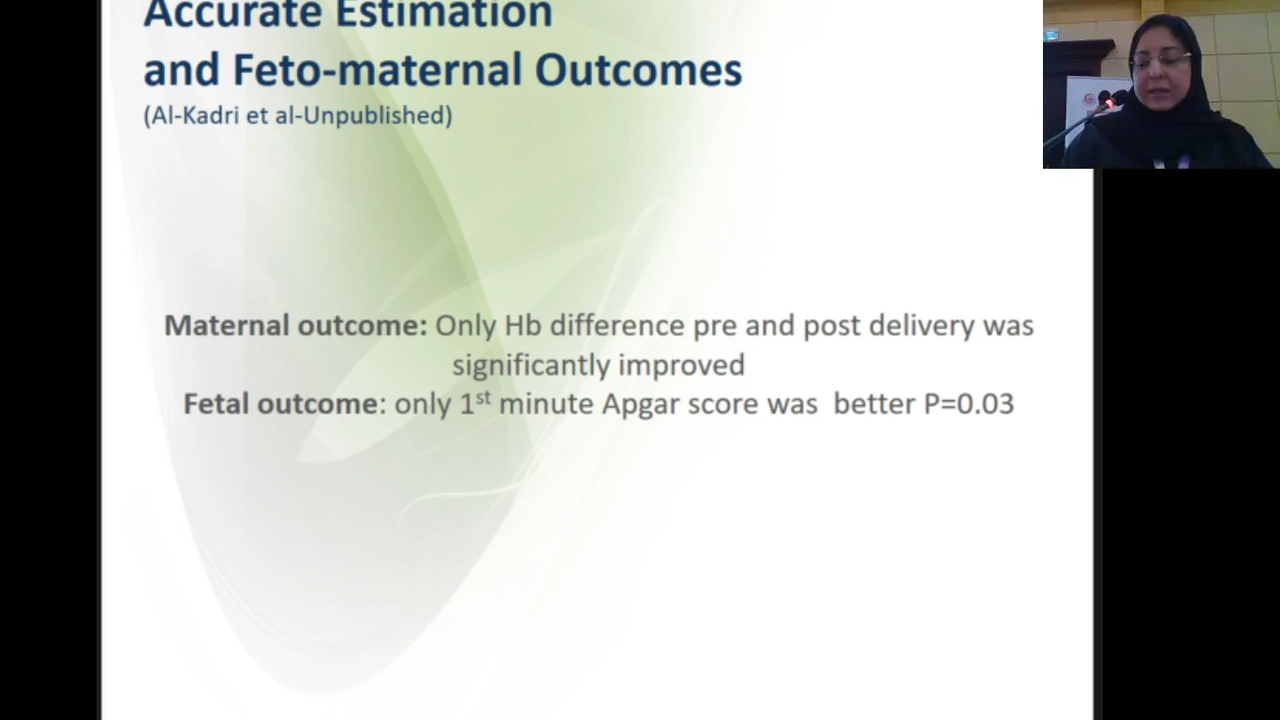 Accurate Estimation
and Feto-maternal Outcomes
(Al-Kadri et al-Unpublished)
Maternal outcome: Only Hb difference pre and post delivery was
significantly improved
Fetal outcome: only 1st minute Apgar score was  better P=0.03